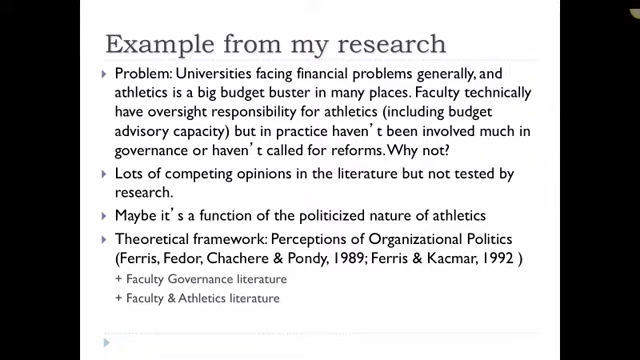 Example from my research
Problem: Universities facing financial problems generally, and
athletics is a big budget buster in many places. Faculty technically
have oversight responsibility for athletics (including budget
advisory capacity) but in practice haven't been involved much in
governance or haven't called for reforms. Why not?
Lots of competing opinions in the literature but not tested by
research.
Maybe it's a function of the politicized nature of athletics
Theoretical framework: Perceptions of Organizational Politics
(Ferris, Fedor, Chachere & Pondy, 1989; Ferris & Kacmar, 1992 )
+ Faculty Governance literature
+ Faculty & Athletics literature